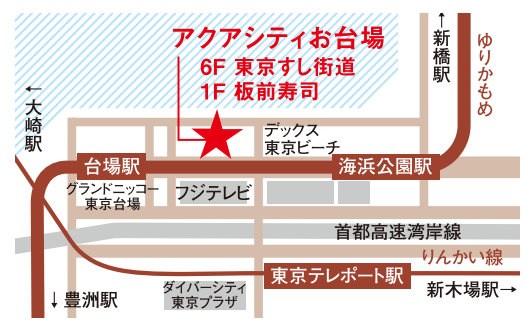 アクアシティお台場
6F 東京すし街道
1F 板前寿司
↑新橋駅
ゆりかもめ
←大崎駅
デックス
東京ビーチ
台場駅
海浜公園駅
グランドニッコー
東京台場
フジテレビ
首都高速湾岸線
りんかい線
東京テレポート駅
新木場駅→
↓豊洲駅
ダイバーシティ
東京プラザ